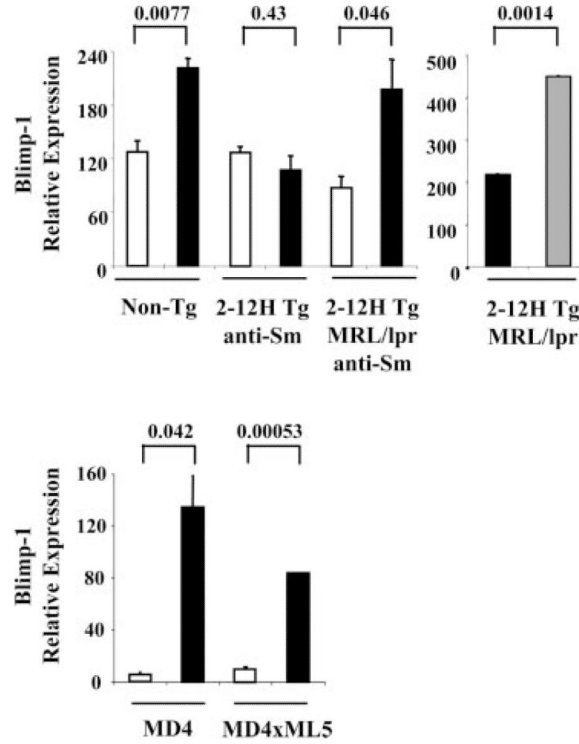 0.0077 0.43 0.046 0.0014
240
180
120
60
0
500
400
300
200
100
0
Blimp-1
Relative Expression
Non-Tg 2-12H Tg 2-12H Tg 2-12H Tg
anti-Sm MRL/lpr MRL/lpr
anti-Sm
0.042 0.00053
160
120
80
40
0
Blimp-1
Relative Expression
MD4 MD4xML5